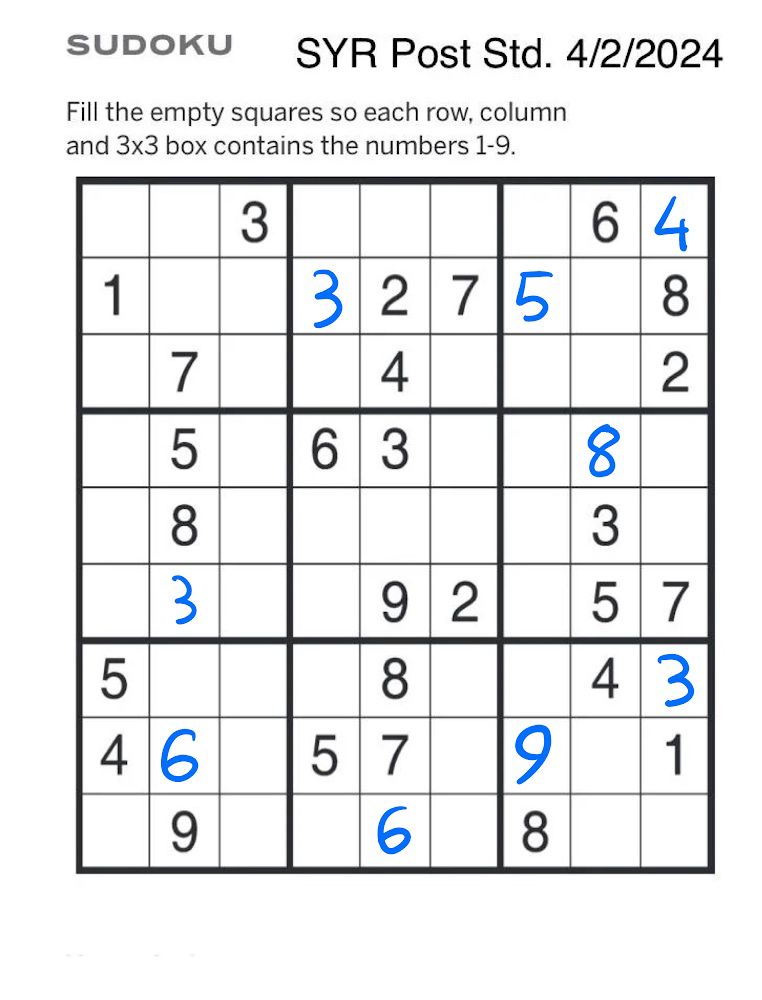 SUDOKU SYR Post Std. 4/2/2024
Fill the empty squares so each row, column
and 3x3 box contains the numbers 1-9.
3 6 4
1 3 2 7 5 8
7 4 2
5 6 3 8
8 3
3 9 2 5 7
5 8 4 3
4 6 5 7 9 1
9 6 8